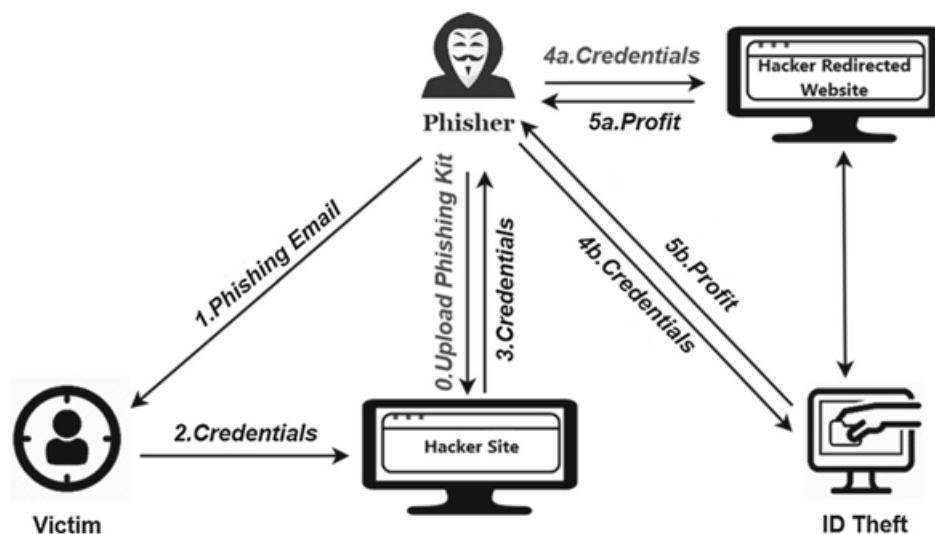 4a.Credentials
Hacker Redirected
Website
Phisher
5a.Profit
1.Phishing Email
0.Upload Phishing Kit
3.Credentials
5b.Profit
4b.Credentials
2.Credentials
Hacker Site
Victim
ID Theft